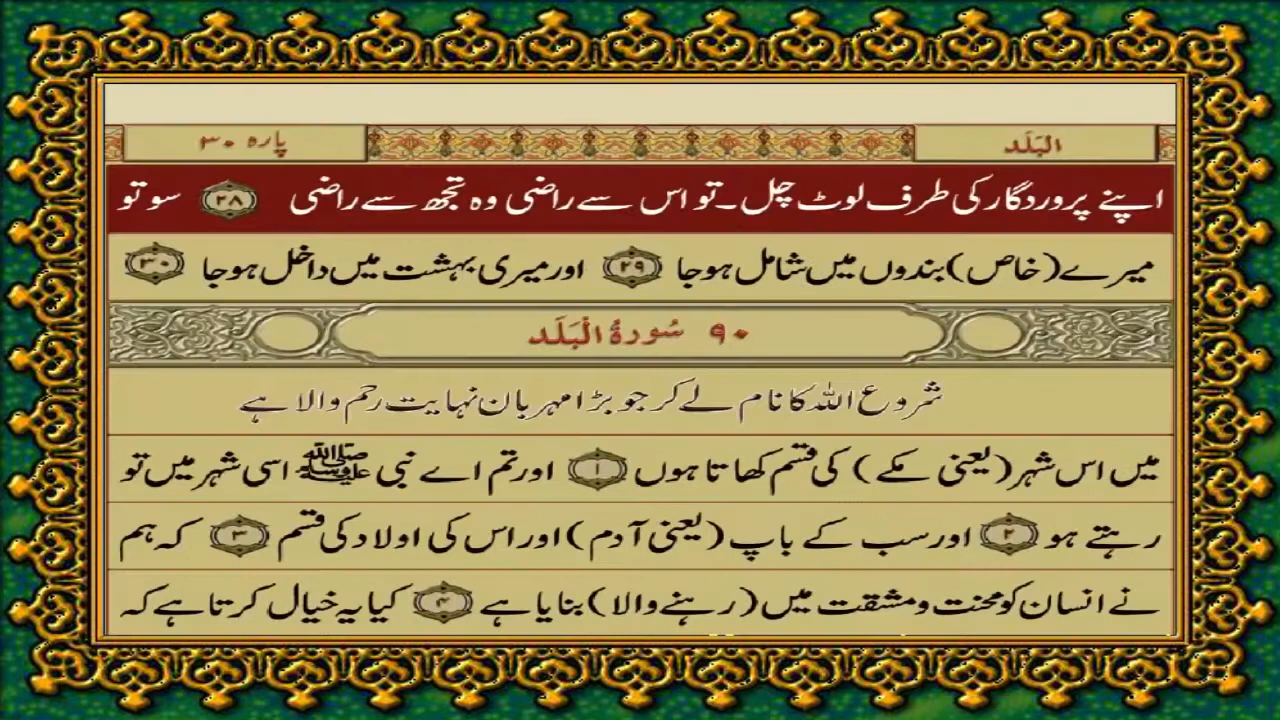 البلد پارہ ۳۰
اپنے پروردگار کی طرف لوٹ چل۔ تو اس سے راضی وہ تجھ سے راضی ۲۸ سو تو
میرے (خاص) بندوں میں شامل ہوجا ۲۹ اور میری بہشت میں داخل ہوجا ۳۰
۹۰ سُورَۃُ الْبَلَد
شروع اللہ کا نام لے کر جو بڑا مہربان نہایت رحم والا ہے
میں اس شہر (یعنی مکے) کی قسم کھاتا ہوں ۱ اور تم اے نبی ﷺ اسی شہر میں تو
رہتے ہو ۲ اور سب کے باپ (یعنی آدم) اور اس کی اولاد کی قسم ۳ کہ ہم
نے انسان کو محنت و مشقت میں (رہنے والا) بنایا ہے ۴ کیا یہ خیال کرتا ہے کہ